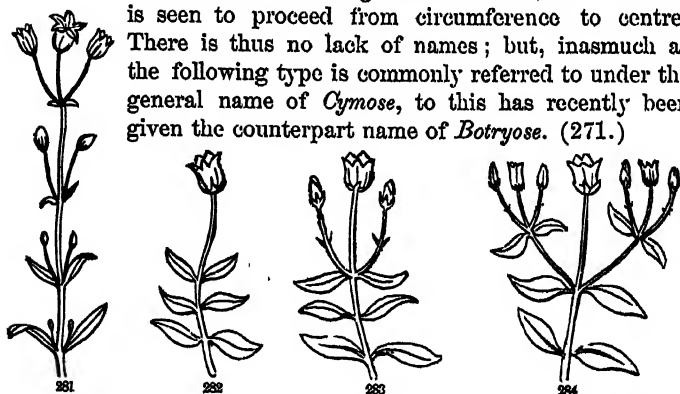 is seen to proceed from circumference to centre
There is thus no lack of names ; but, inasmuch a
the following type is commonly referred to under th
general name of Cymose, to this has recently been
given the counterpart name of Botryose. (271.)
281
282
283
284